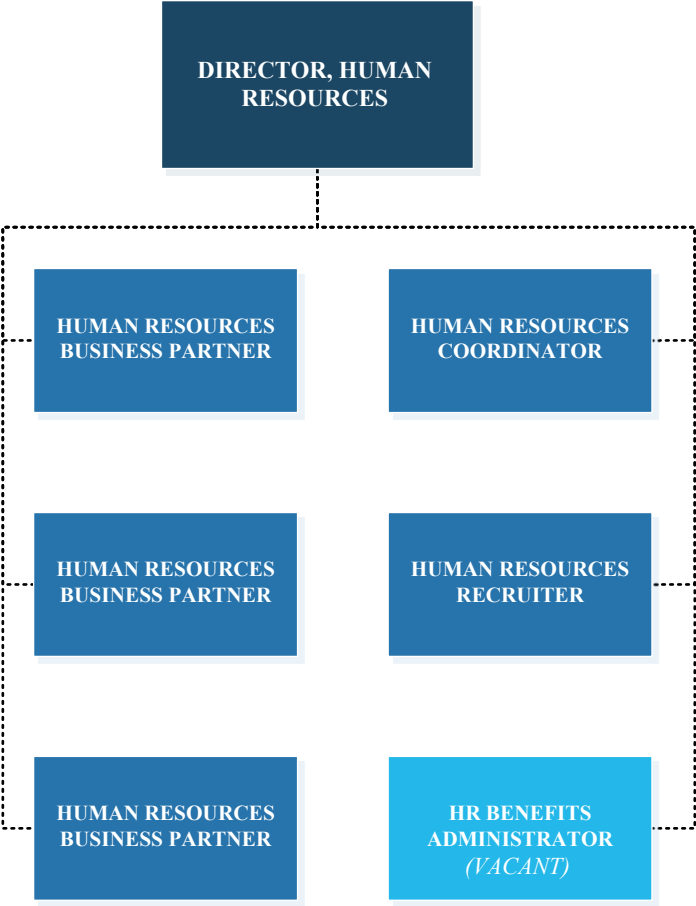 DIRECTOR, HUMAN
RESOURCES
HUMAN RESOURCES
BUSINESS PARTNER
HUMAN RESOURCES
COORDINATOR
HUMAN RESOURCES
BUSINESS PARTNER
HUMAN RESOURCES
RECRUITER
HUMAN RESOURCES
BUSINESS PARTNER
HR BENEFITS
ADMINISTRATOR
(VACANT)